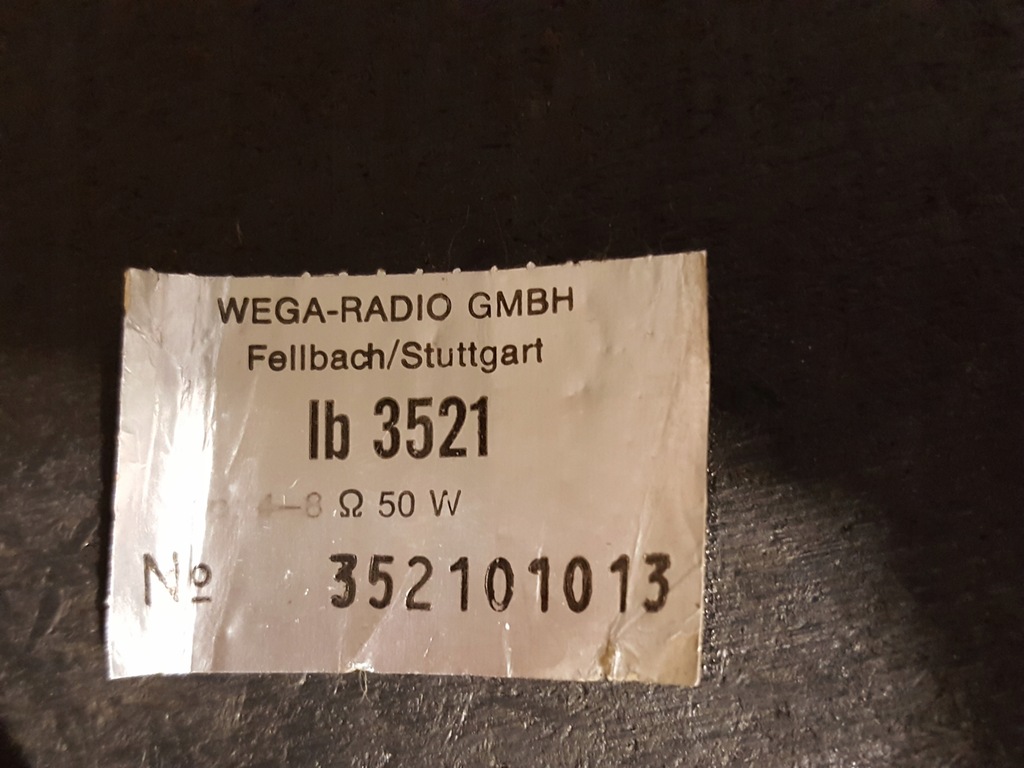 WEGA-RADIO GMBH
Fellbach/Stuttgart
lb 3521
4–8 Ω 50 W
No 352101013